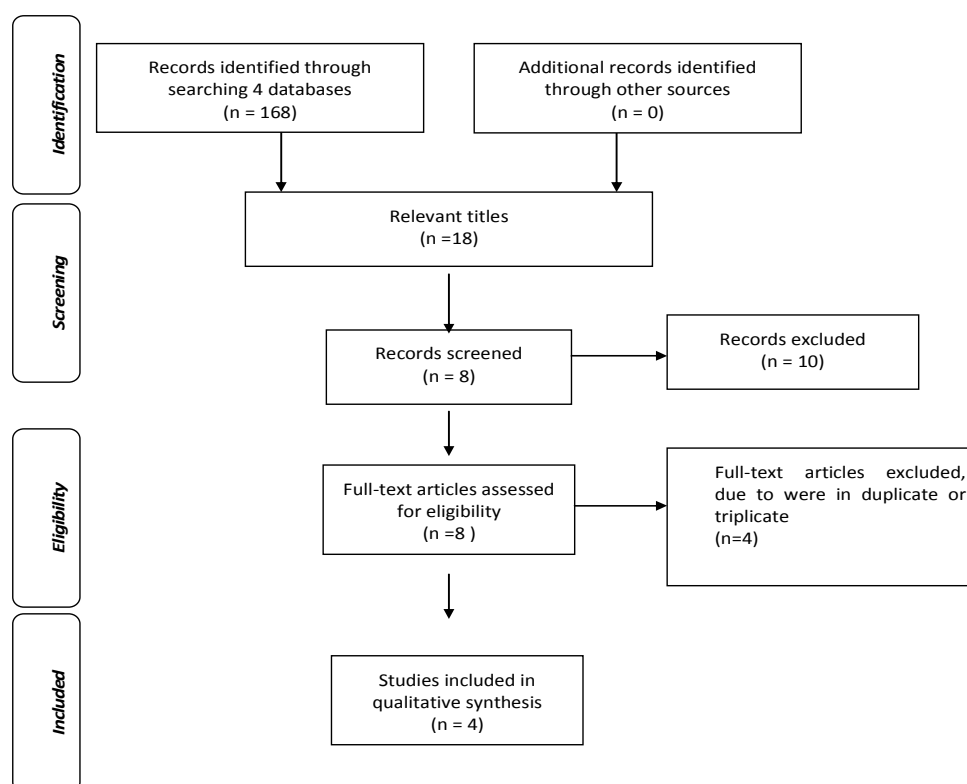 Identification
Records identified through
searching 4 databases
(n = 168)
Additional records identified
through other sources
(n = 0)
Screening
Relevant titles
(n =18)
Records screened
(n = 8)
Records excluded
(n = 10)
Eligibility
Full-text articles assessed
for eligibility
(n =8 )
Full-text articles excluded,
due to were in duplicate or
triplicate
(n=4)
Included
Studies included in
qualitative synthesis
(n = 4)